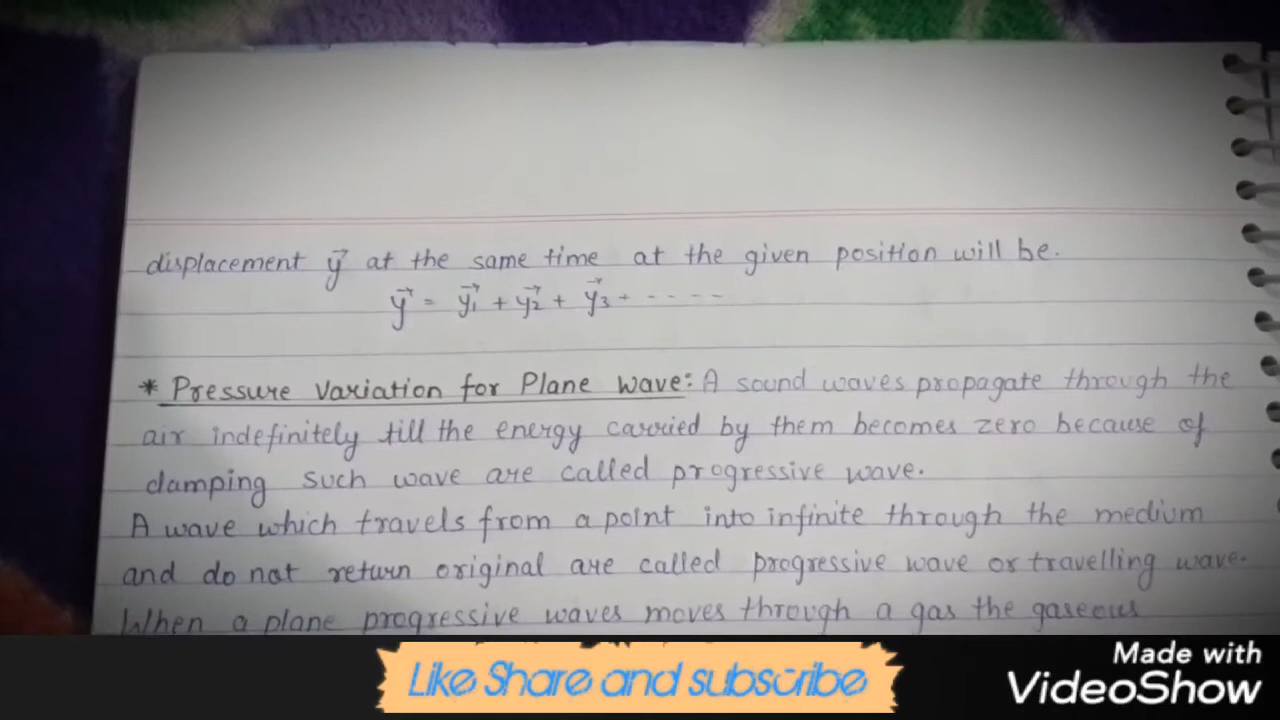 displacement y⃗ at the same time at the given position will be.
y⃗ = y⃗1 + y⃗2 + y⃗3 + - - - - -
* Pressure Variation for Plane wave: A sound waves propagate through the
air indefinitely till the energy carried by them becomes zero because of
damping such wave are called progressive wave.
A wave which travels from a point into infinite through the medium
and do not return original are called progressive wave or travelling wave.
When a plane progressive waves moves through a gas the gaseous
Like Share and subscribe
Made with
VideoShow